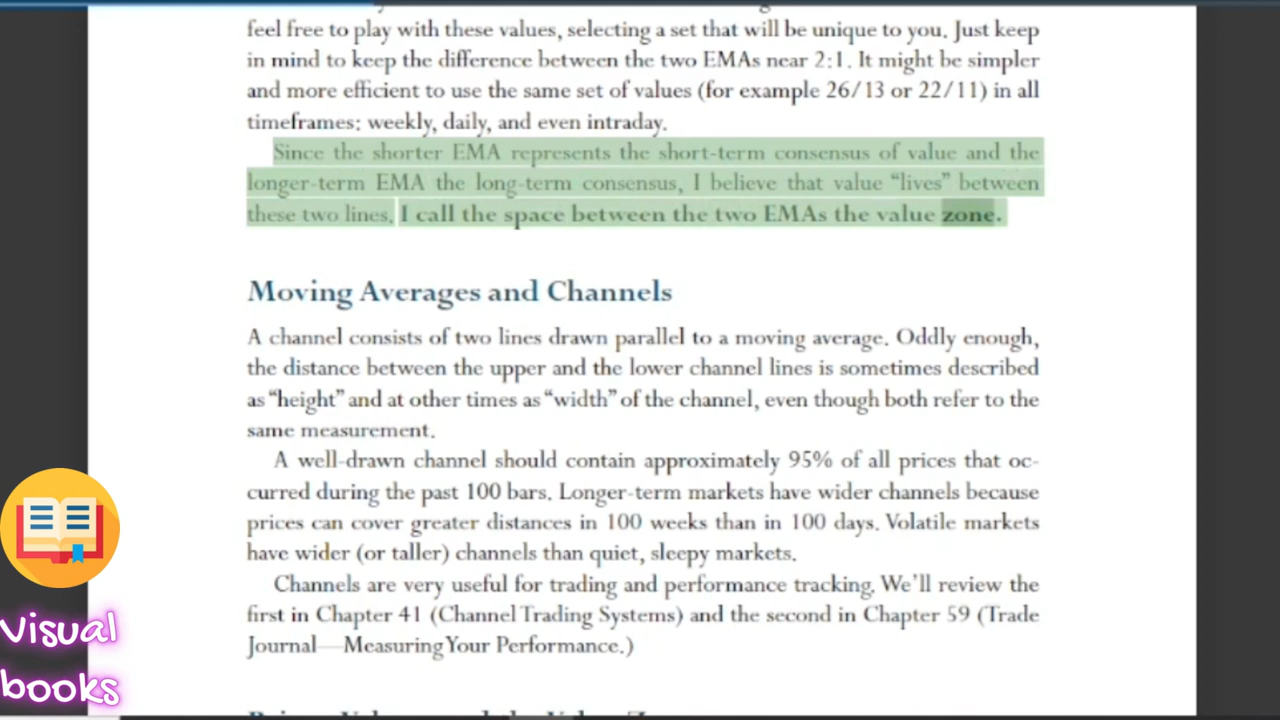 feel free to play with these values, selecting a set that will be unique to you. Just keep
in mind to keep the difference between the two EMAs near 2:1. It might be simpler
and more efficient to use the same set of values (for example 26/13 or 22/11) in all
timeframes: weekly, daily, and even intraday.
Since the shorter EMA represents the short-term consensus of value and the
longer-term EMA the long-term consensus, I believe that value “lives” between
these two lines. I call the space between the two EMAs the value zone.
Moving Averages and Channels
A channel consists of two lines drawn parallel to a moving average. Oddly enough,
the distance between the upper and the lower channel lines is sometimes described
as “height” and at other times as “width” of the channel, even though both refer to the
same measurement.
A well-drawn channel should contain approximately 95% of all prices that oc-
curred during the past 100 bars. Longer-term markets have wider channels because
prices can cover greater distances in 100 weeks than in 100 days. Volatile markets
have wider (or taller) channels than quiet, sleepy markets.
Channels are very useful for trading and performance tracking. We’ll review the
first in Chapter 41 (Channel Trading Systems) and the second in Chapter 59 (Trade
Journal—Measuring Your Performance.)
Visual
books